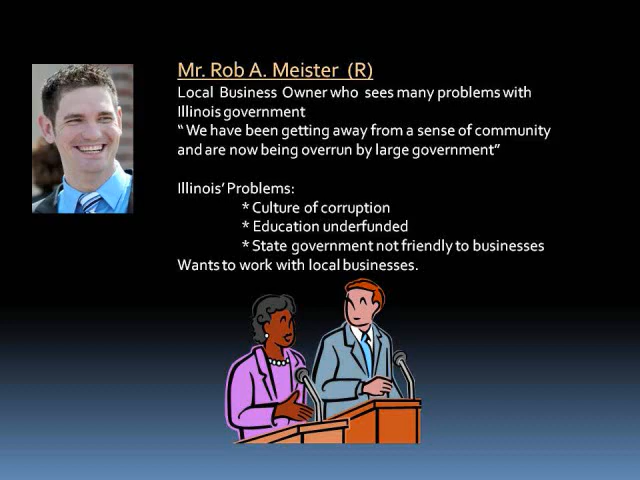 Mr. Rob A. Meister (R)
Local Business Owner who sees many problems with
Illinois government
“ We have been getting away from a sense of community
and are now being overrun by large government”
Illinois’ Problems:
* Culture of corruption
* Education underfunded
* State government not friendly to businesses
Wants to work with local businesses.